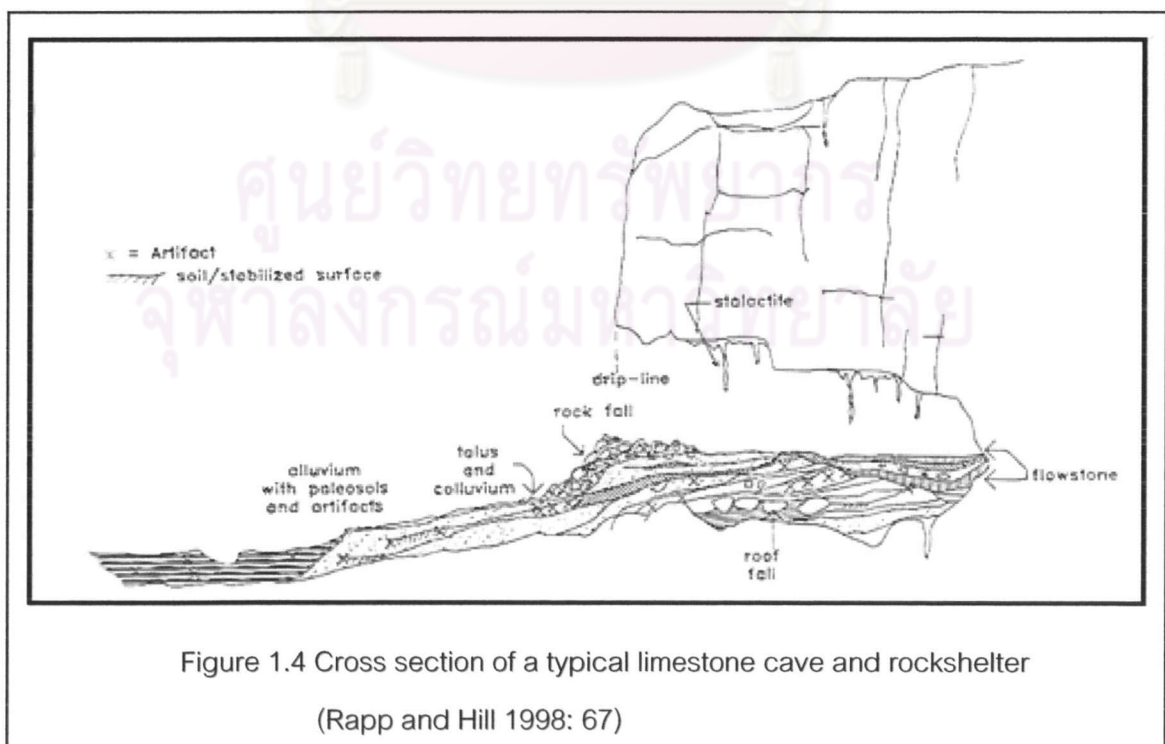 ศูนย์วิทยทรัพยากร
จุฬาลงกรณ์มหาวิทยาลัย
x = Artifact
soil/stabilized surface
stalactite
drip-line
rock fall
talus
and
colluvium
alluvium
with paleosols
and artifacts
flowstone
roof
fall
Figure 1.4 Cross section of a typical limestone cave and rockshelter
(Rapp and Hill 1998: 67)